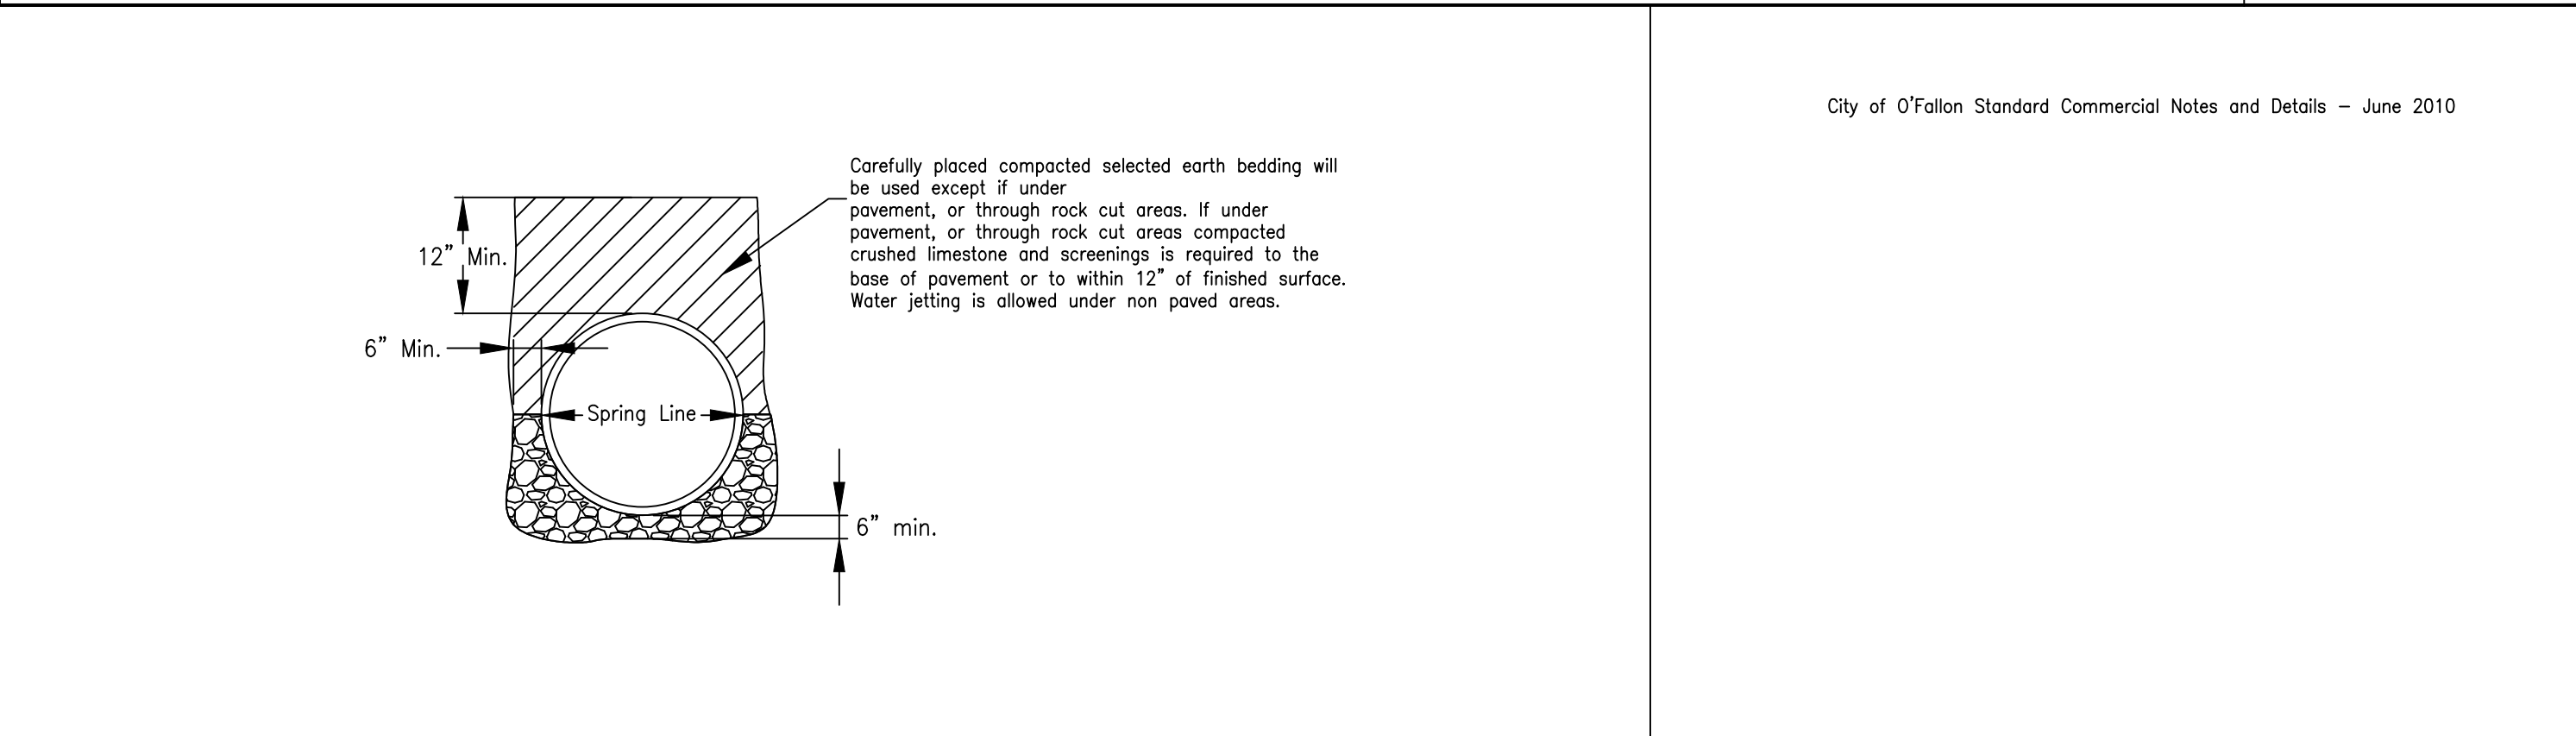 City of O'Fallon Standard Commercial Notes and Details – June 2010
Carefully placed compacted selected earth bedding will
be used except if under
pavement, or through rock cut areas. If under
pavement, or through rock cut areas compacted
crushed limestone and screenings is required to the
base of pavement or to within 12" of finished surface.
Water jetting is allowed under non paved areas.
12" Min.
6" Min.
Spring Line
6" min.